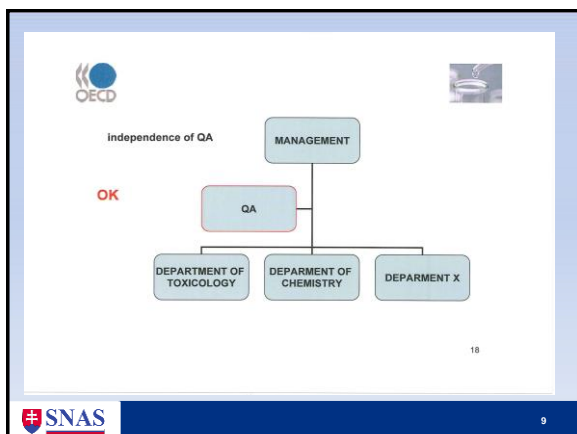 OECD
independence of QA
MANAGEMENT
OK
QA
DEPARTMENT OF
TOXICOLOGY
DEPARMENT OF
CHEMISTRY
DEPARMENT X
18
SNAS
9